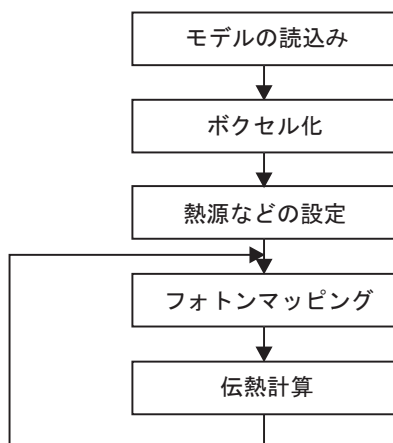 モデルの読込み
ボクセル化
熱源などの設定
フォトンマッピング
伝熱計算